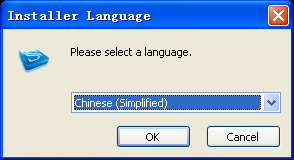 Installer Language
Please select a language.
Chinese (Simplified)
OK
Cancel